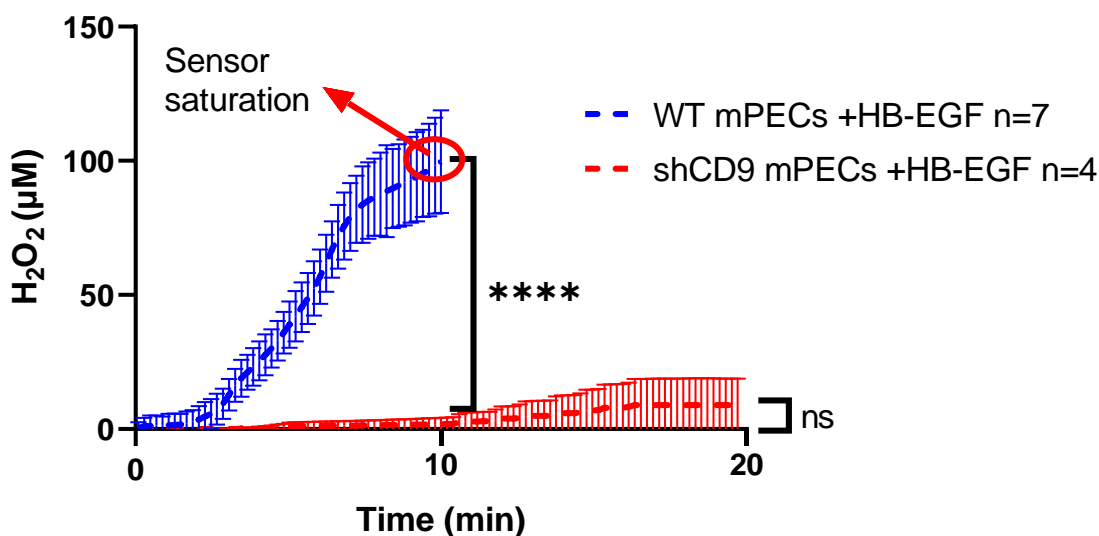 150
100
50
0
H₂O₂ (µM)
Sensor
saturation
WT mPECs +HB-EGF n=7
shCD9 mPECs +HB-EGF n=4
****
ns
0
10
20
Time (min)